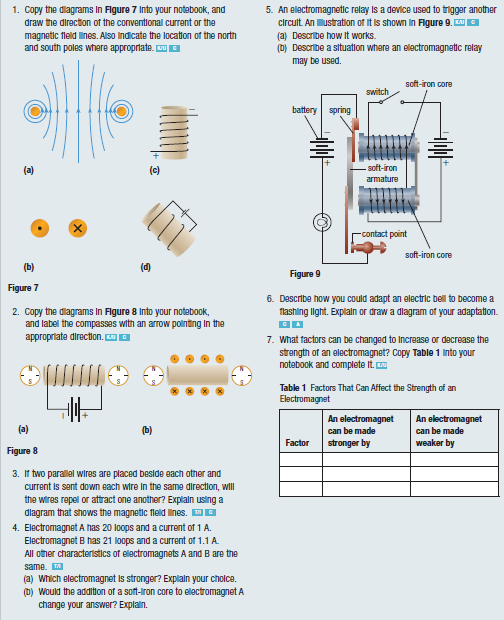 1. Copy the diagrams in Figure 7 into your notebook, and
draw the direction of the conventional current or the
magnetic field lines. Also indicate the location of the north
and south poles where appropriate. K/U C
(a)
(c)
(b)
(d)
Figure 7
2. Copy the diagrams in Figure 8 into your notebook,
and label the compasses with an arrow pointing in the
appropriate direction. K/U C
N
S
N
S
N
S
N
S
(a)
(b)
Figure 8
3. If two parallel wires are placed beside each other and
current is sent down each wire in the same direction, will
the wires repel or attract one another? Explain using a
diagram that shows the magnetic field lines. T/I C
4. Electromagnet A has 20 loops and a current of 1 A.
Electromagnet B has 21 loops and a current of 1.1 A.
All other characteristics of electromagnets A and B are the
same. T/I
(a) Which electromagnet is stronger? Explain your choice.
(b) Would the addition of a soft-iron core to electromagnet A
change your answer? Explain.
5. An electromagnetic relay is a device used to trigger another
circuit. An illustration of it is shown in Figure 9. K/U C
(a) Describe how it works.
(b) Describe a situation where an electromagnetic relay
may be used.
soft-iron core
switch
battery spring
soft-iron
armature
contact point
soft-iron core
Figure 9
6. Describe how you could adapt an electric bell to become a
flashing light. Explain or draw a diagram of your adaptation.
C A
7. What factors can be changed to increase or decrease the
strength of an electromagnet? Copy Table 1 into your
notebook and complete it. K/U
Table 1 Factors That Can Affect the Strength of an
Electromagnet
Factor
An electromagnet
can be made
stronger by
An electromagnet
can be made
weaker by